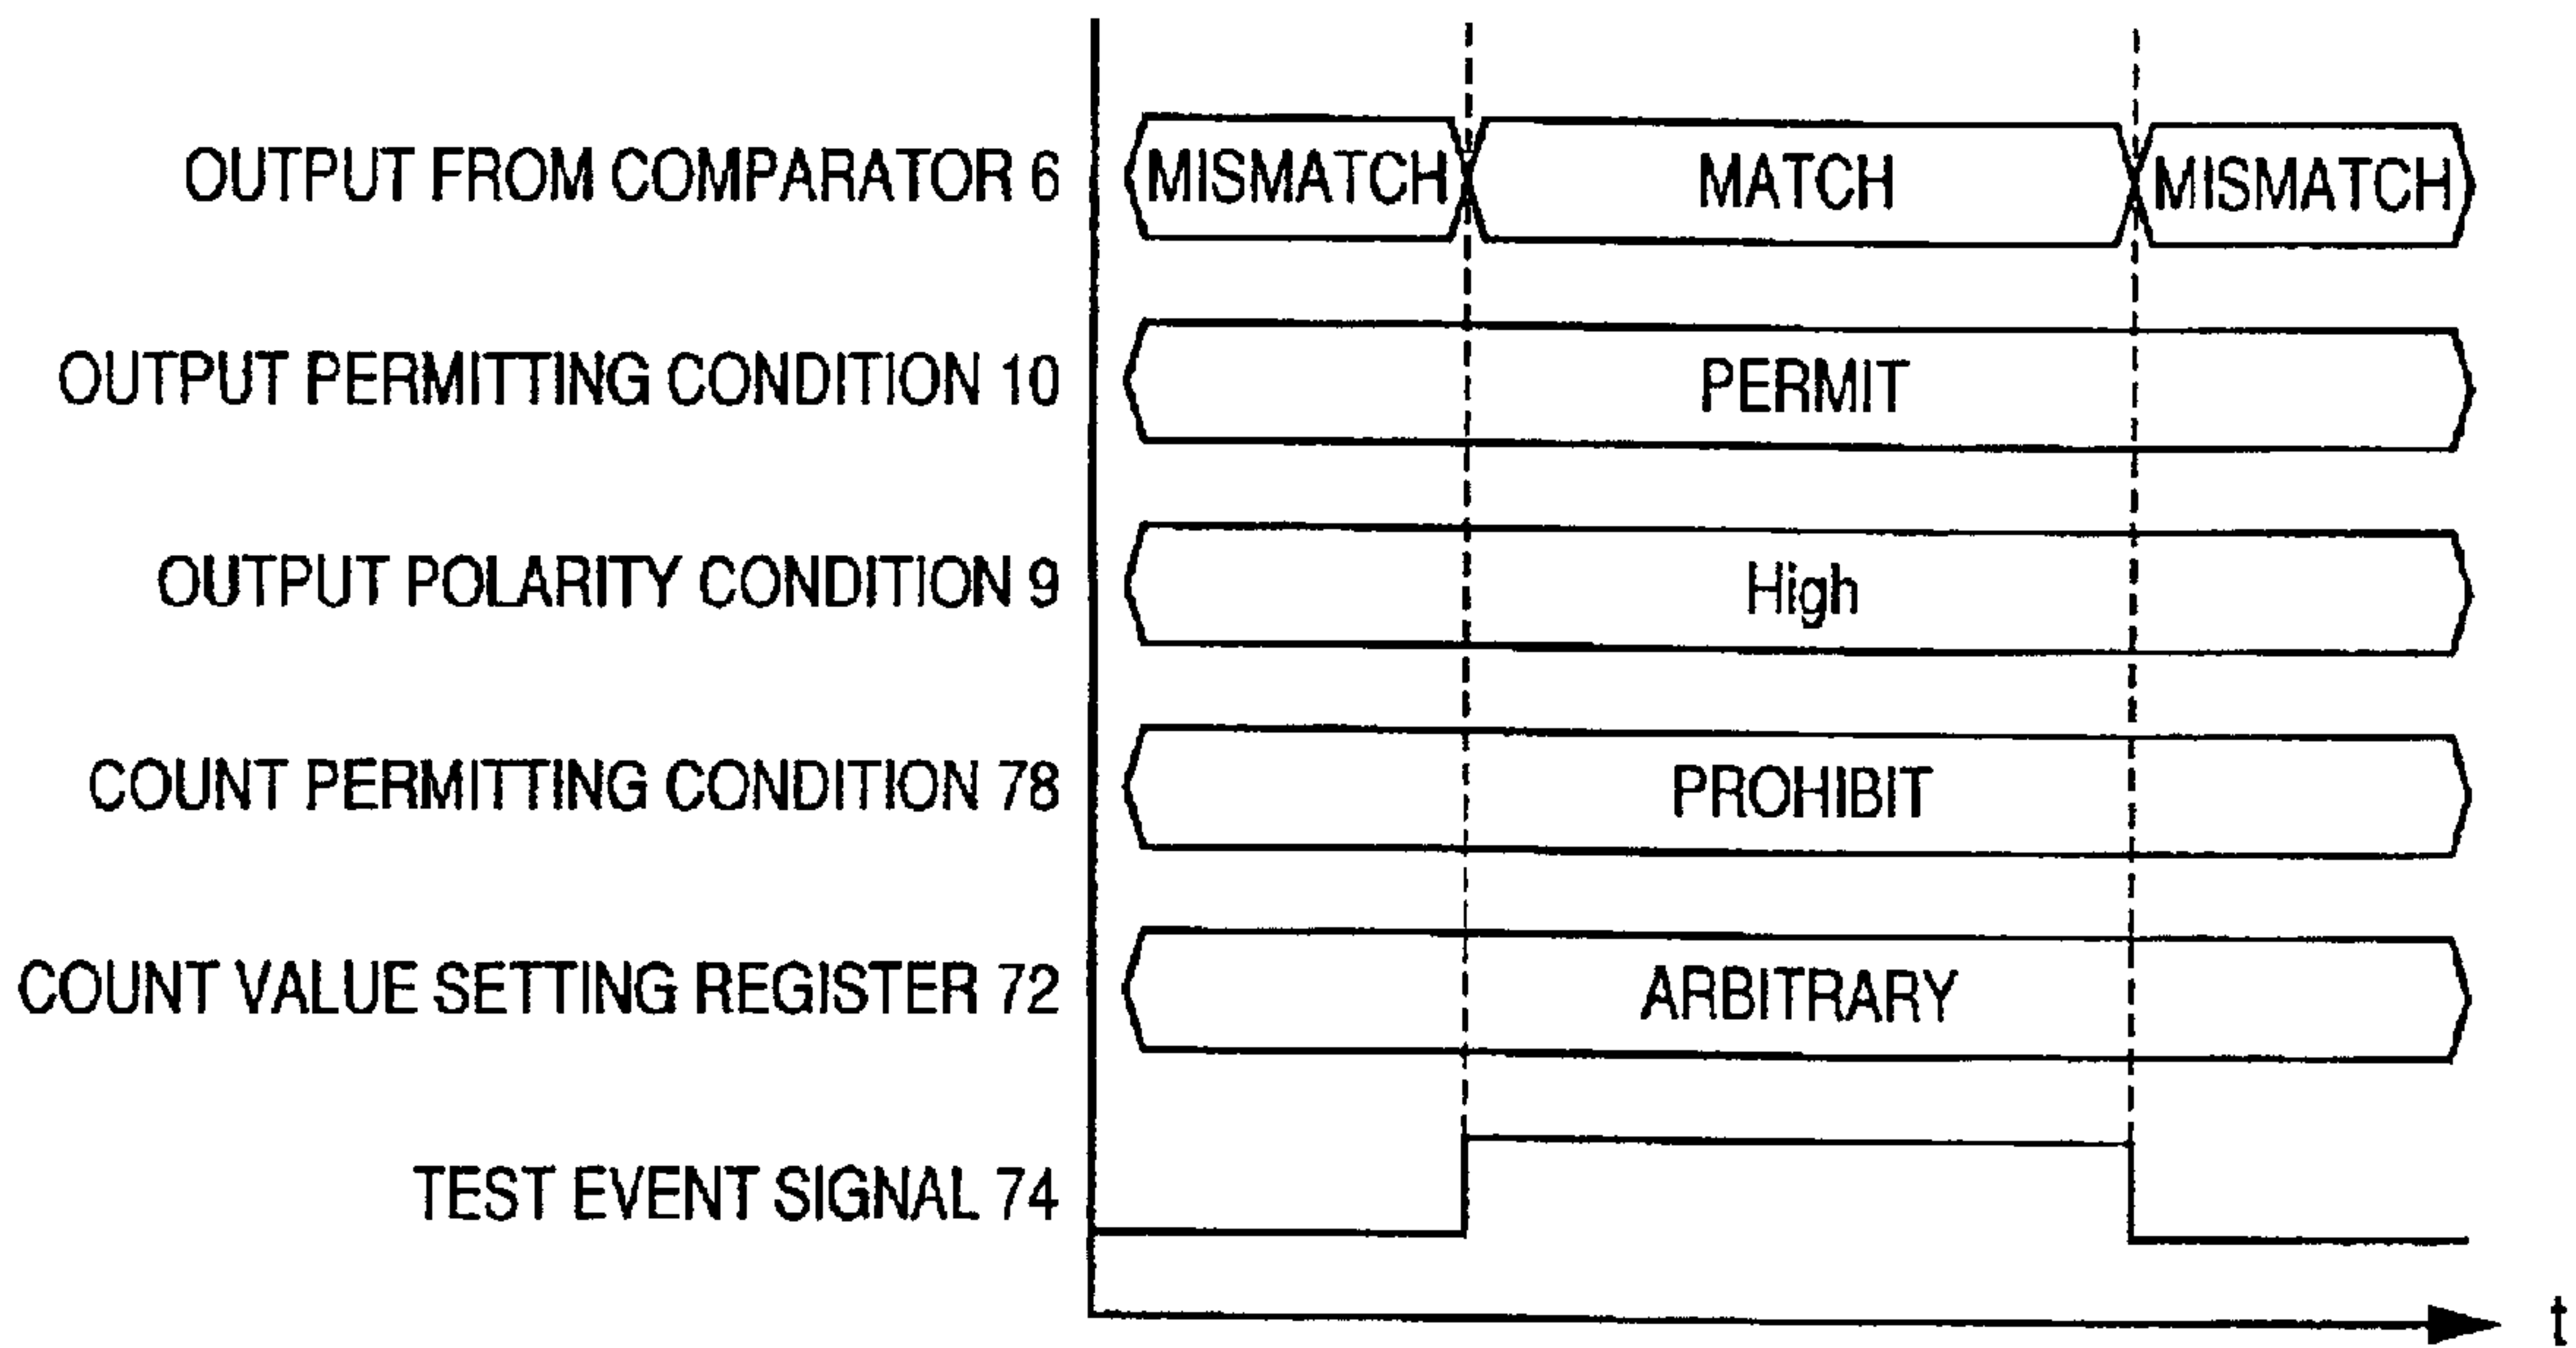 OUTPUT FROM COMPARATOR 6 MISMATCH MATCH MISMATCH
OUTPUT PERMITTING CONDITION 10 PERMIT
OUTPUT POLARITY CONDITION 9 High
COUNT PERMITTING CONDITION 78 PROHIBIT
COUNT VALUE SETTING REGISTER 72 ARBITRARY
TEST EVENT SIGNAL 74
t